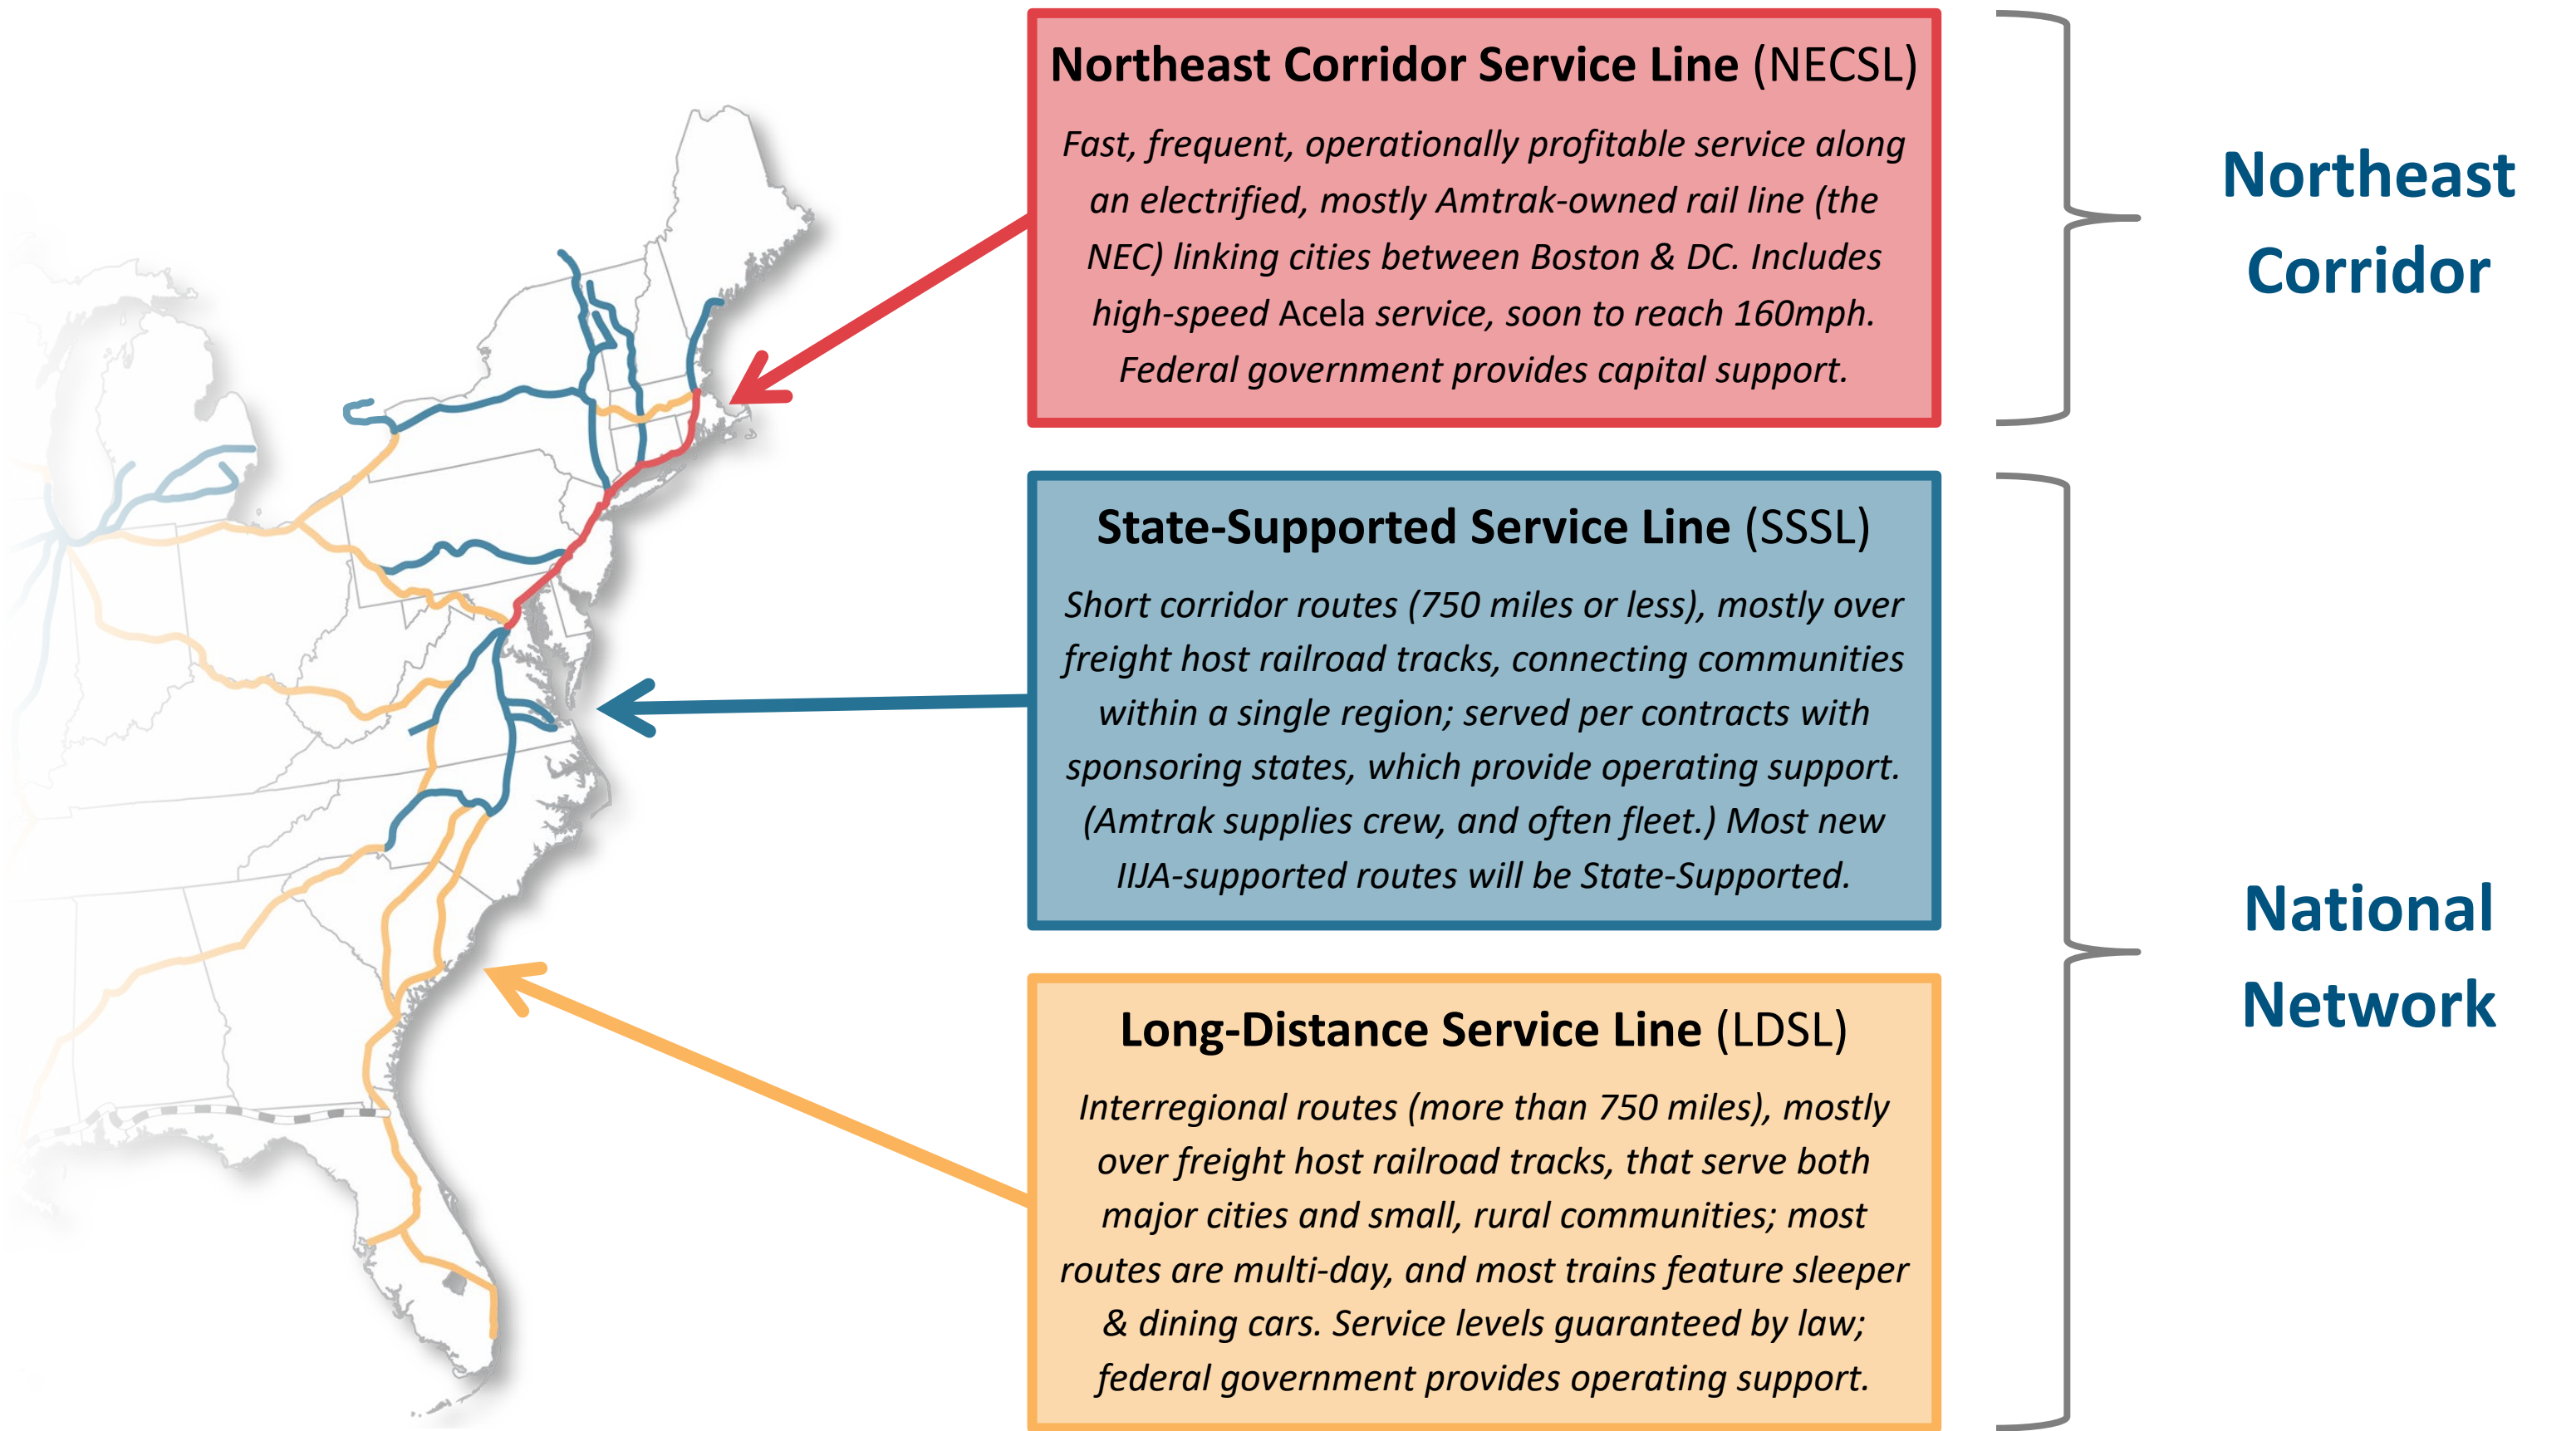 Northeast Corridor Service Line (NECSL)
Fast, frequent, operationally profitable service along
an electrified, mostly Amtrak-owned rail line (the
NEC) linking cities between Boston & DC. Includes
high-speed Acela service, soon to reach 160mph.
Federal government provides capital support.
Northeast
Corridor
State-Supported Service Line (SSSL)
Short corridor routes (750 miles or less), mostly over
freight host railroad tracks, connecting communities
within a single region; served per contracts with
sponsoring states, which provide operating support.
(Amtrak supplies crew, and often fleet.) Most new
IIJA-supported routes will be State-Supported.
Long-Distance Service Line (LDSL)
Interregional routes (more than 750 miles), mostly
over freight host railroad tracks, that serve both
major cities and small, rural communities; most
routes are multi-day, and most trains feature sleeper
& dining cars. Service levels guaranteed by law;
federal government provides operating support.
National
Network